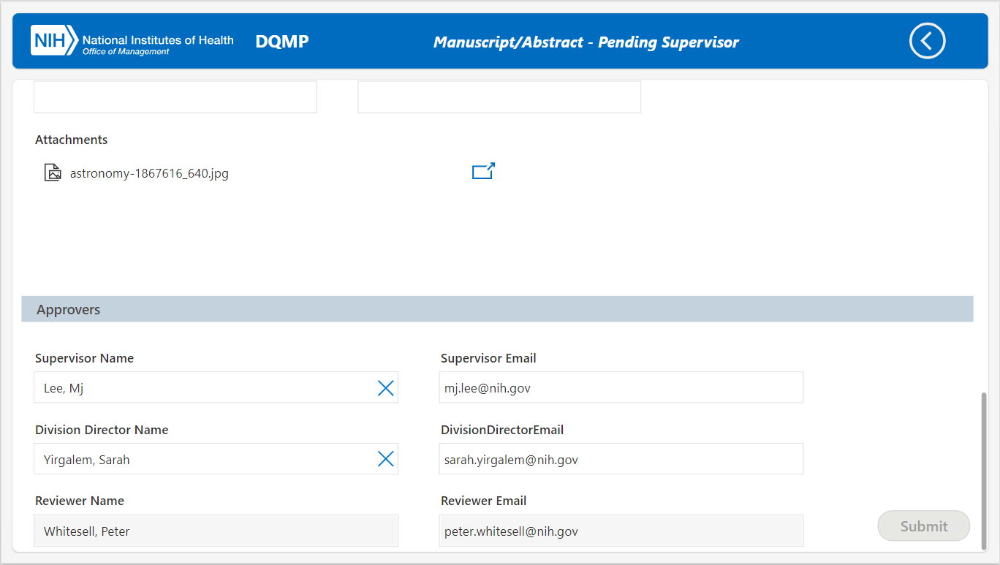 NIH National Institutes of Health
Office of Management
DQMP
Manuscript/Abstract - Pending Supervisor
Attachments
astronomy-1867616_640.jpg
Approvers
Supervisor Name Supervisor Email
Lee, Mj mj.lee@nih.gov
Division Director Name DivisionDirectorEmail
Yirgalem, Sarah sarah.yirgalem@nih.gov
Reviewer Name Reviewer Email
Whitesell, Peter peter.whitesell@nih.gov
Submit